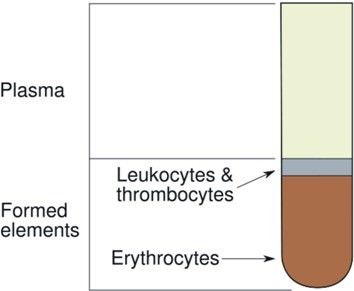 Plasma
Leukocytes &
thrombocytes
Formed
elements
Erythrocytes